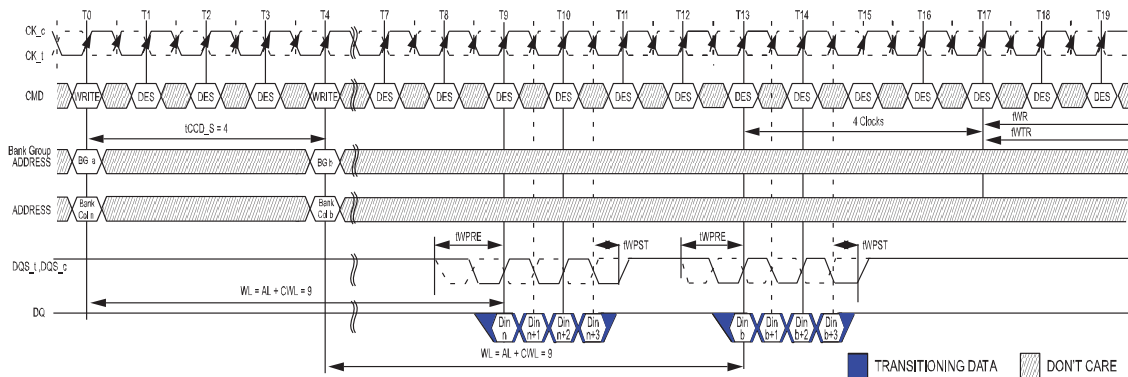 T0 T1 T2 T3 T4 T7 T8 T9 T10 T11 T12 T13 T14 T15 T16 T17 T18 T19
CK_c
CK_t
CMD
WRITE DES DES DES WRITE DES DES DES DES DES DES DES DES DES DES DES DES DES
tCCD_S = 4
4 Clocks
tWR
tWTR
Bank Group
ADDRESS
BG a
BG b
ADDRESS
Bank
Col n
Bank
Col b
tWPRE
tWPST
tWPRE
tWPST
DQS_t ,DQS_c
WL = AL + CWL = 9
DQ
Din
n
Din
n+1
Din
n+2
Din
n+3
Din
b
Din
b+1
Din
b+2
Din
b+3
WL = AL + CWL = 9
TRANSITIONING DATA
DON'T CARE